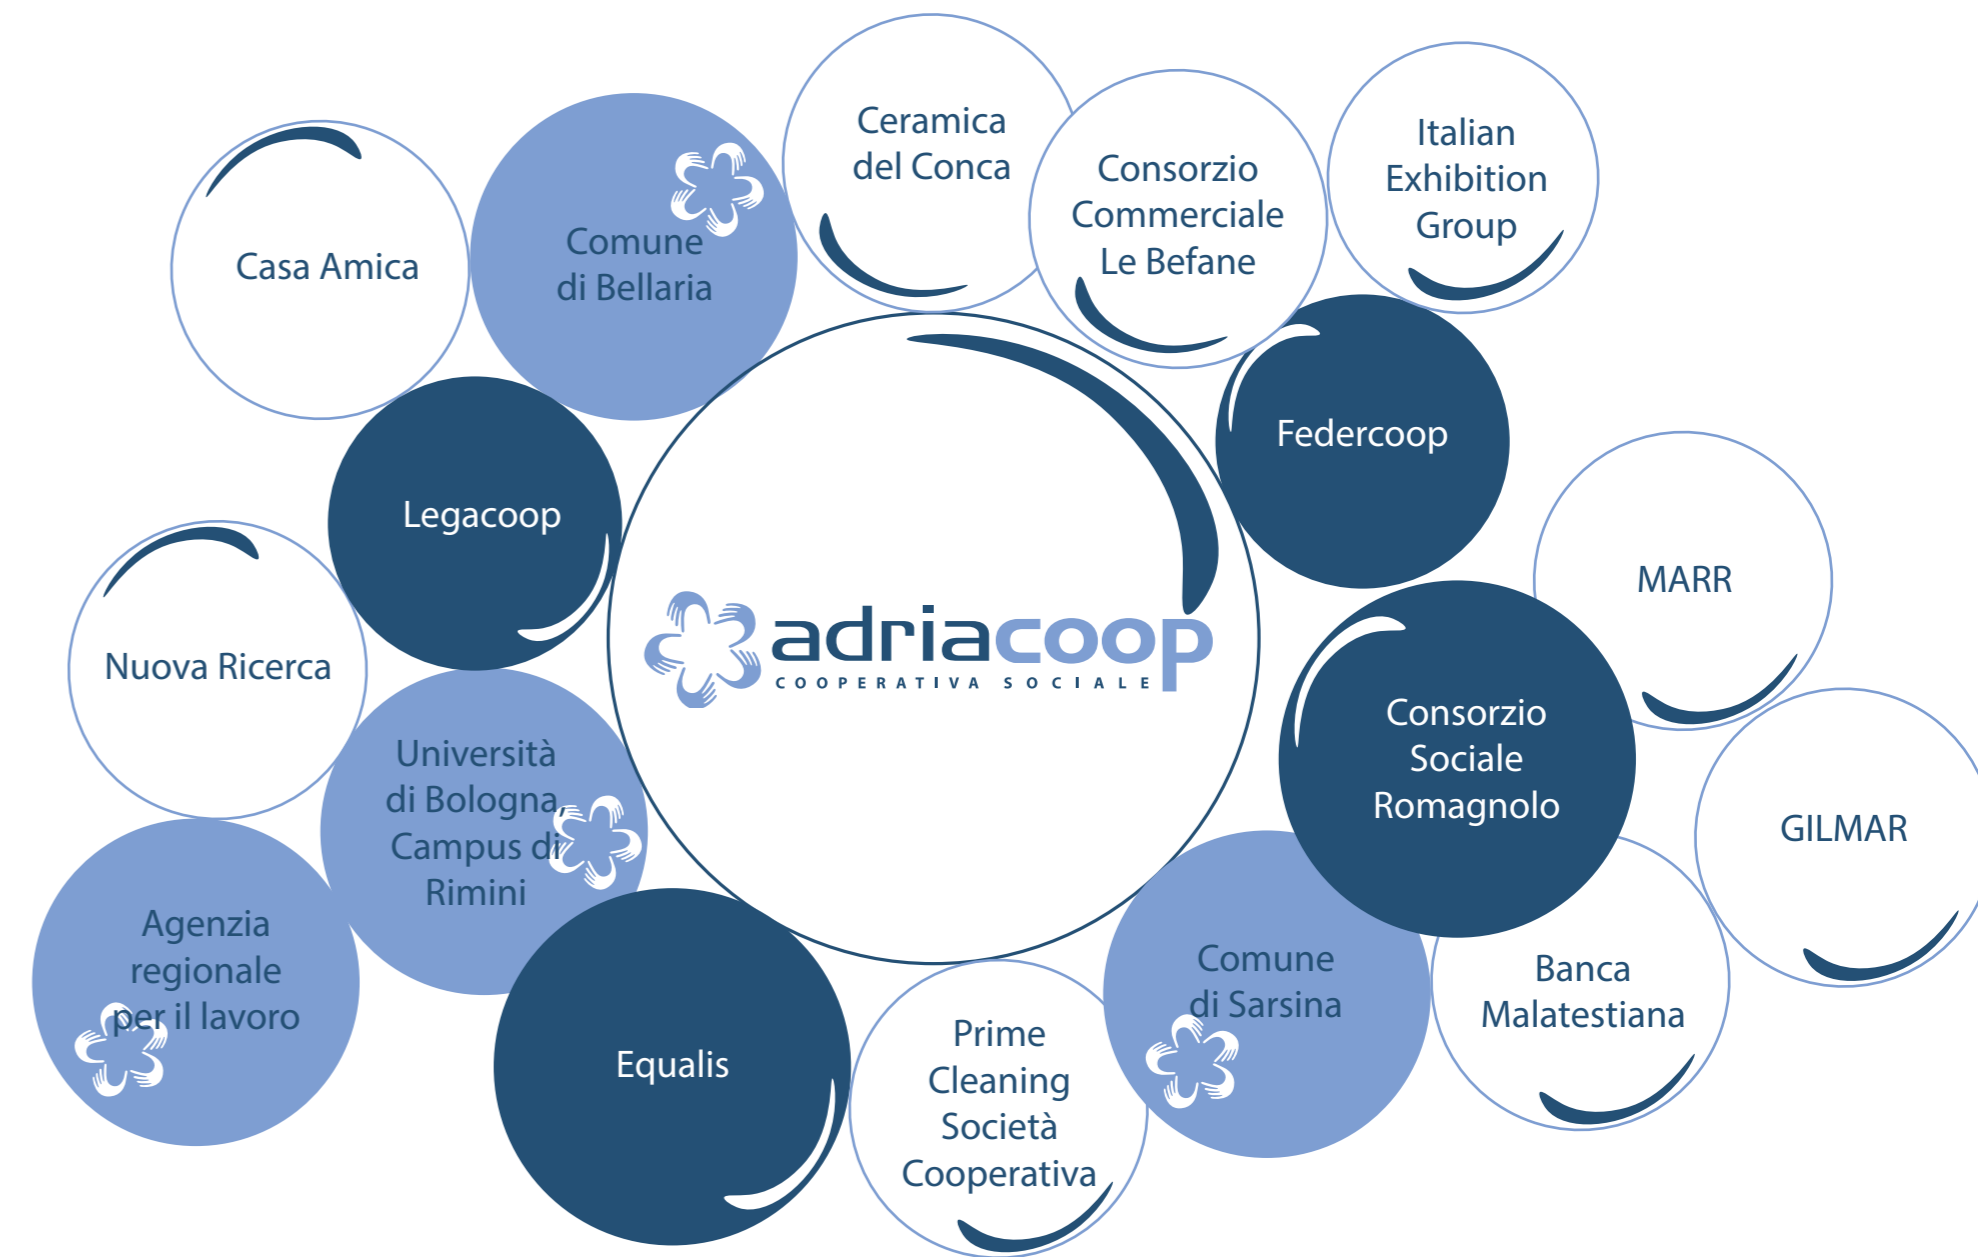 Ceramica
del Conca
Italian
Exhibition
Group
Consorzio
Commerciale
Le Befane
Comune
di Bellaria
Casa Amica
Federcoop
Legacoop
MARR
adriacoop
COOPERATIVA SOCIALE
Nuova Ricerca
Consorzio
Sociale
Romagnolo
Università
di Bologna,
Campus di
Rimini
GILMAR
Agenzia
regionale
per il lavoro
Comune
di Sarsina
Banca
Malatestiana
Equalis
Prime
Cleaning
Società
Cooperativa